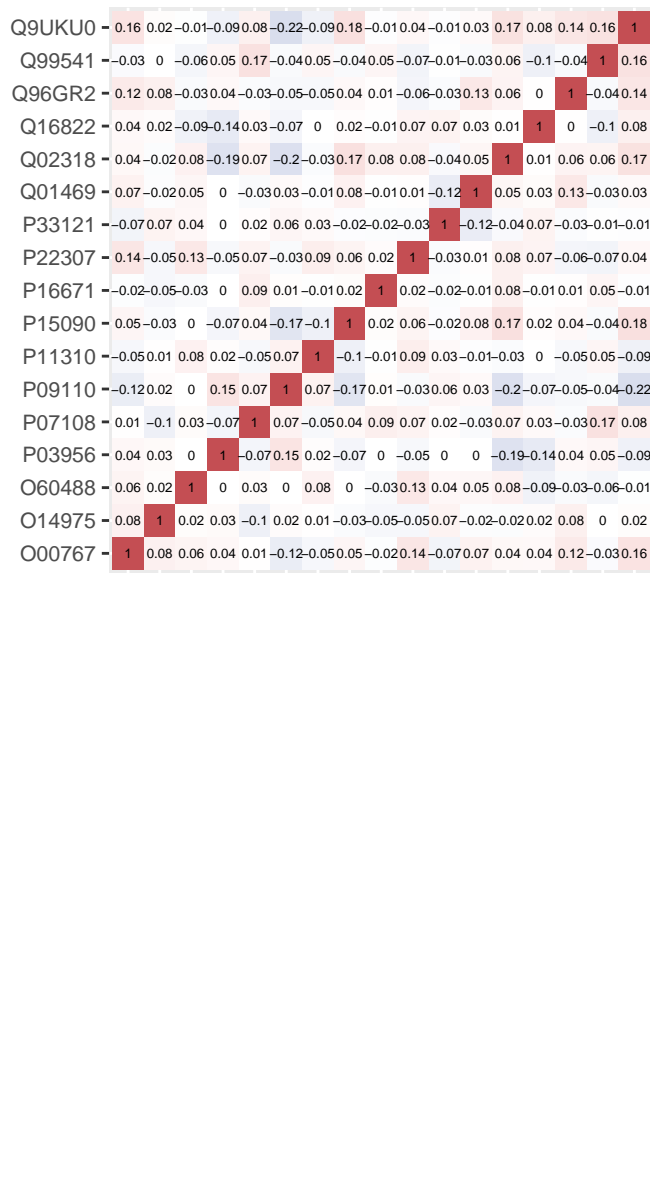 Q9UKU0 0.16 0.02 −0.01 −0.09 0.08 −0.22 −0.09 0.18 −0.01 0.04 −0.01 0.03 0.17 0.08 0.14 0.16 1
Q99541 −0.03 0 −0.06 0.05 0.17 −0.04 0.05 −0.04 0.05 −0.07 −0.01 −0.03 0.06 −0.1 −0.04 1 0.16
Q96GR2 0.12 0.08 −0.03 0.04 −0.03 −0.05 −0.05 0.04 0.01 −0.06 −0.03 0.13 0.06 0 1 −0.04 0.14
Q16822 0.04 0.02 −0.09 −0.14 0.03 −0.07 0 0.02 −0.01 0.07 0.07 0.03 0.01 1 0 −0.1 0.08
Q02318 0.04 −0.02 0.08 −0.19 0.07 −0.2 −0.03 0.17 0.08 0.08 −0.04 0.05 1 0.01 0.06 0.06 0.17
Q01469 0.07 −0.02 0.05 0 −0.03 0.03 −0.01 0.08 −0.01 0.01 −0.12 1 0.05 0.03 0.13 −0.03 0.03
P33121 −0.07 0.07 0.04 0 0.02 0.06 0.03 −0.02 −0.02 −0.03 1 −0.12 −0.04 0.07 −0.03 −0.01 −0.01
P22307 0.14 −0.05 0.13 −0.05 0.07 −0.03 0.09 0.06 0.02 1 −0.03 0.01 0.08 0.07 −0.06 −0.07 0.04
P16671 −0.02 −0.05 −0.03 0 0.09 0.01 −0.01 0.02 1 0.02 −0.02 −0.01 0.08 −0.01 0.01 0.05 −0.01
P15090 0.05 −0.03 0 −0.07 0.04 −0.17 −0.1 1 0.02 0.06 −0.02 0.08 0.17 0.02 0.04 −0.04 0.18
P11310 −0.05 0.01 0.08 0.02 −0.05 0.07 1 −0.1 −0.01 0.09 0.03 −0.01 −0.03 0 −0.05 0.05 −0.09
P09110 −0.12 0.02 0 0.15 0.07 1 0.07 −0.17 0.01 −0.03 0.06 0.03 −0.2 −0.07 −0.05 −0.04 −0.22
P07108 0.01 −0.1 0.03 −0.07 1 0.07 −0.05 0.04 0.09 0.07 0.02 −0.03 0.07 0.03 −0.03 0.17 0.08
P03956 0.04 0.03 0 1 −0.07 0.15 0.02 −0.07 0 −0.05 0 0 −0.19 −0.14 0.04 0.05 −0.09
O60488 0.06 0.02 1 0 0.03 0 0.08 0 −0.03 0.13 0.04 0.05 0.08 −0.09 −0.03 −0.06 −0.01
O14975 0.08 1 0.02 0.03 −0.1 0.02 0.01 −0.03 −0.05 −0.05 0.07 −0.02 −0.02 0.02 0.08 0 0.02
O00767 1 0.08 0.06 0.04 0.01 −0.12 −0.05 0.05 −0.02 0.14 −0.07 0.07 0.04 0.04 0.12 −0.03 0.16